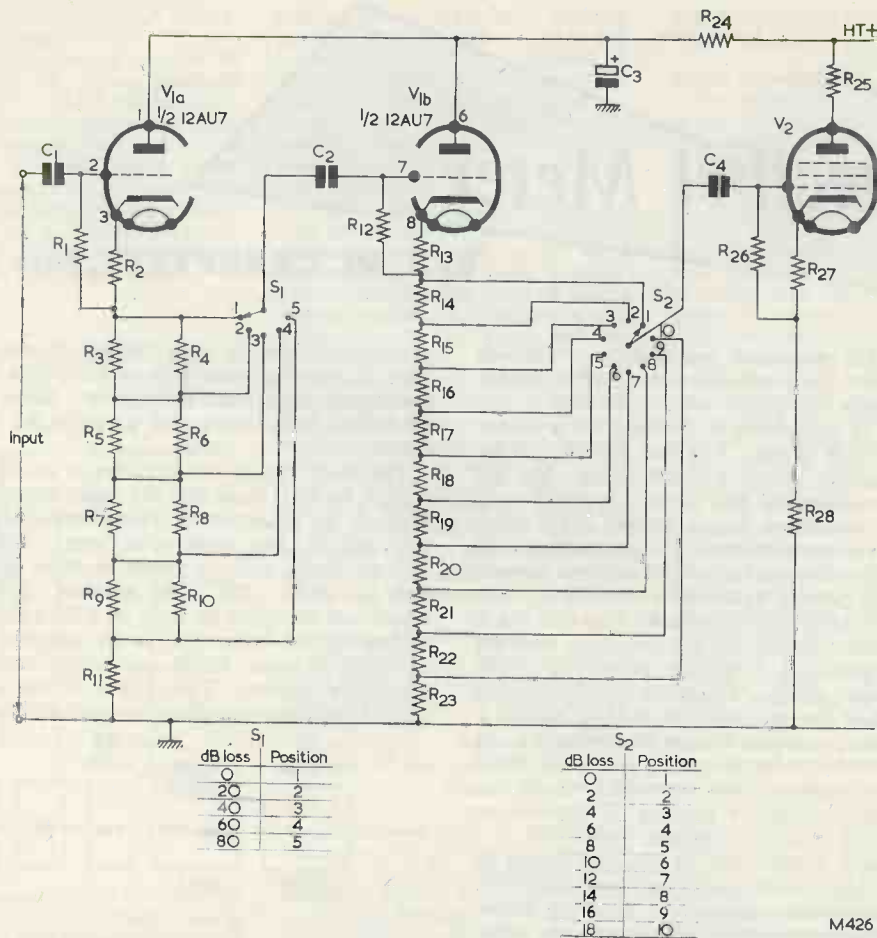 R24
HT+
C3
R25
V1a
1/2 12AU7
1
V1b
1/2 12AU7
6
V2
C1
2
C2
7
C4
3
8
R1
R2
R12
R13
R26
R27
S1
1
2
3
4
5
R14
S2
1
2
3
4
5
6
7
8
9
10
R3
R4
R15
R16
Input
R5
R6
R17
R18
R7
R8
R19
R28
R9
R10
R20
R21
R11
R22
R23
S1
dB loss Position
0 1
20 2
40 3
60 4
80 5
S2
dB loss Position
0 1
2 2
4 3
6 4
8 5
10 6
12 7
14 8
16 9
18 10
M426